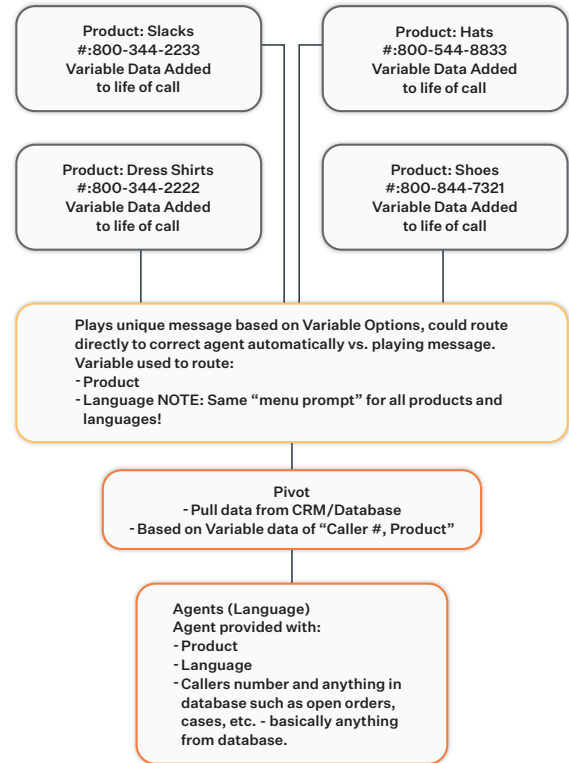 Product: Slacks
#:800-344-2233
Variable Data Added
to life of call
Product: Hats
#:800-544-8833
Variable Data Added
to life of call
Product: Dress Shirts
#:800-344-2222
Variable Data Added
to life of call
Product: Shoes
#:800-844-7321
Variable Data Added
to life of call
Plays unique message based on Variable Options, could route
directly to correct agent automatically vs. playing message.
Variable used to route:
- Product
- Language NOTE: Same “menu prompt” for all products and
languages!
Pivot
- Pull data from CRM/Database
- Based on Variable data of “Caller #, Product”
Agents (Language)
Agent provided with:
- Product
- Language
- Callers number and anything in
database such as open orders,
cases, etc. - basically anything
from database.